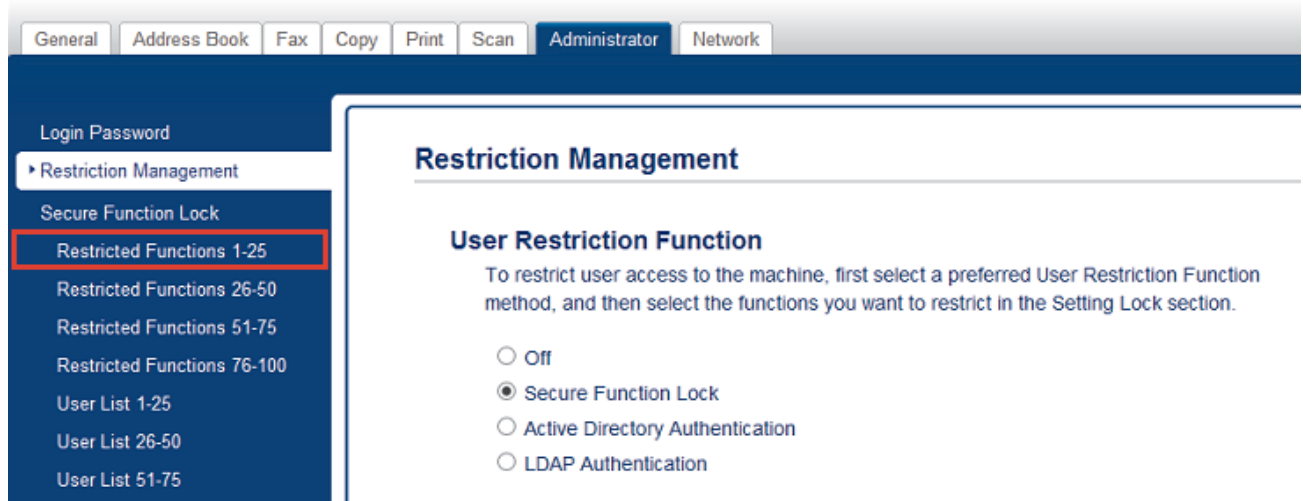 General Address Book Fax Copy Print Scan Administrator Network
Login Password
Restriction Management
Secure Function Lock
Restricted Functions 1-25
Restricted Functions 26-50
Restricted Functions 51-75
Restricted Functions 76-100
User List 1-25
User List 26-50
User List 51-75
Restriction Management
User Restriction Function
To restrict user access to the machine, first select a preferred User Restriction Function
method, and then select the functions you want to restrict in the Setting Lock section.
Off
Secure Function Lock
Active Directory Authentication
LDAP Authentication